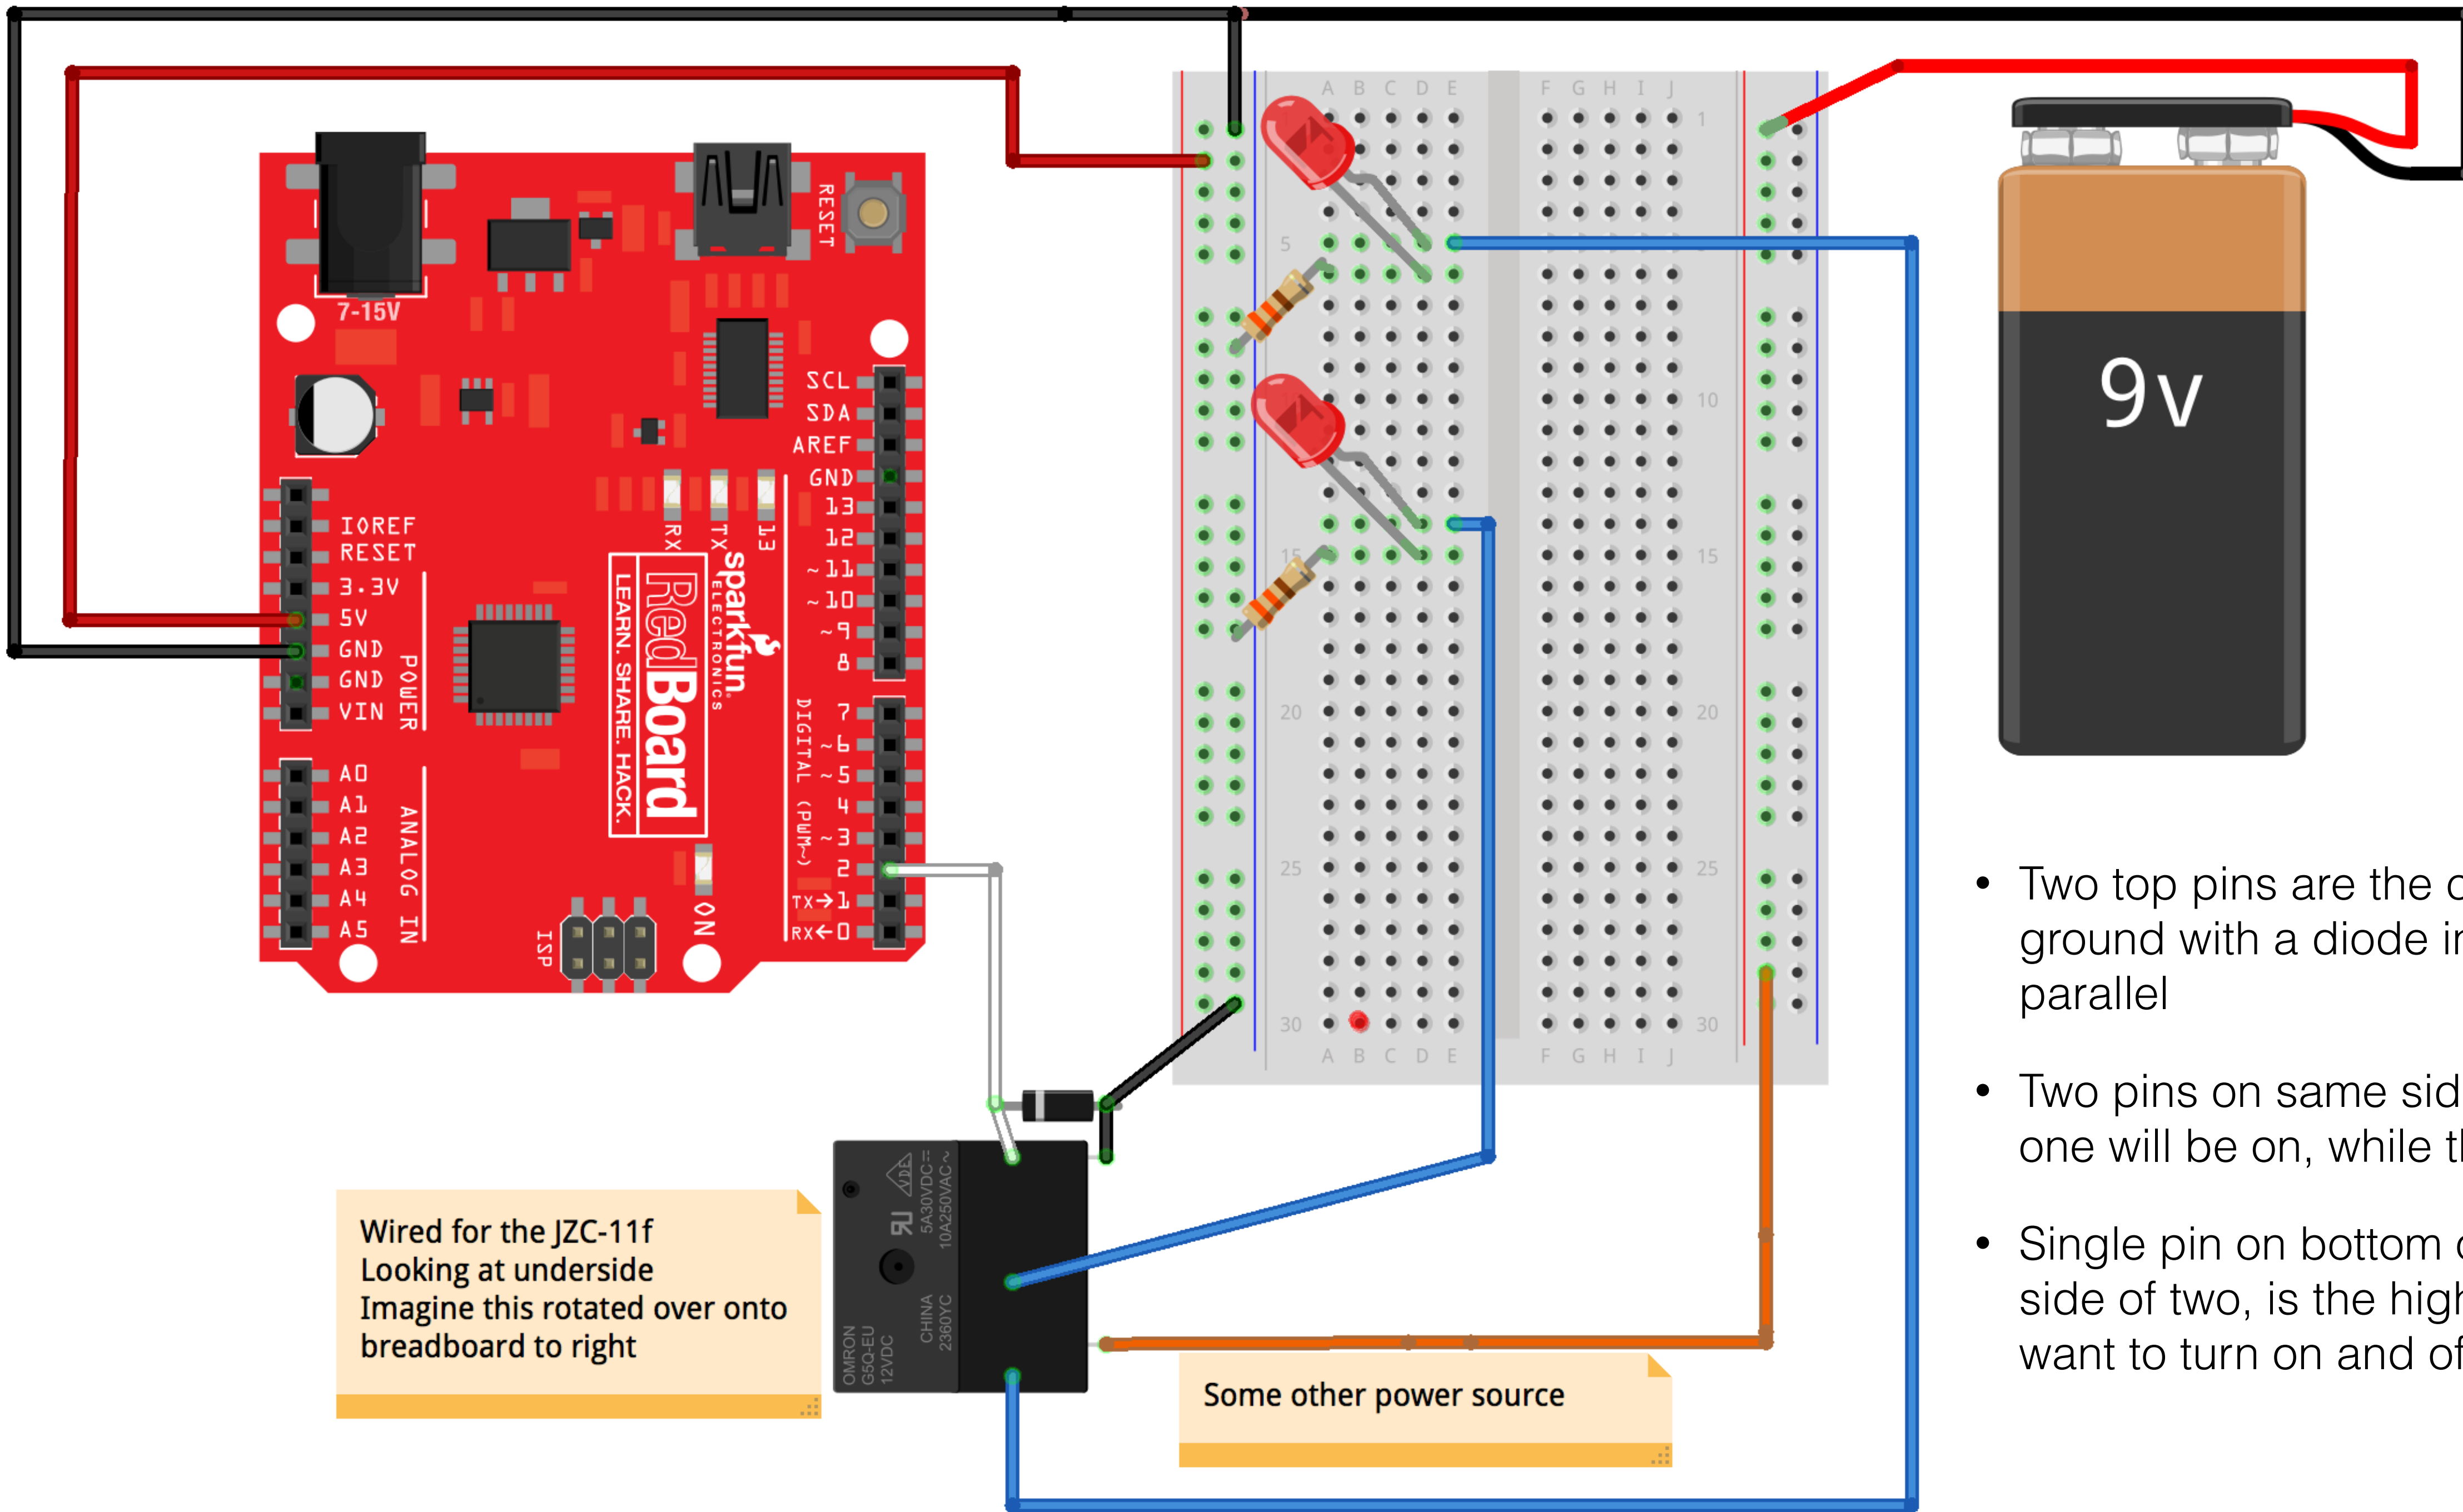 7-15V
RESET
SCL
SDA
AREF
GND
13
12
~11
~10
~9
8
7
~6
~5
4
~3
2
TX→1
RX←0
DIGITAL (PWM~)
IOREF
RESET
3.3V
5V
GND
GND
VIN
POWER
A0
A1
A2
A3
A4
A5
ANALOG IN
RX
TX
13
sparkfun
ELECTRONICS
RedBoard
LEARN. SHARE. HACK.
ISP
ON
A B C D E F G H I J
1
5
10
15 15
20 20
25 25
30 30
A B C D E F G H I J
9v
Wired for the JZC-11f
Looking at underside
Imagine this rotated over onto
breadboard to right
VDE
5A30VDC
10A250VAC~
OMRON
G5Q-EU
12VDC
CHINA
2360YC
Some other power source
• Two top pins are the
ground with a diode
parallel
• Two pins on same
one will be on, while
• Single pin on bottom
side of two, is the
want to turn on and